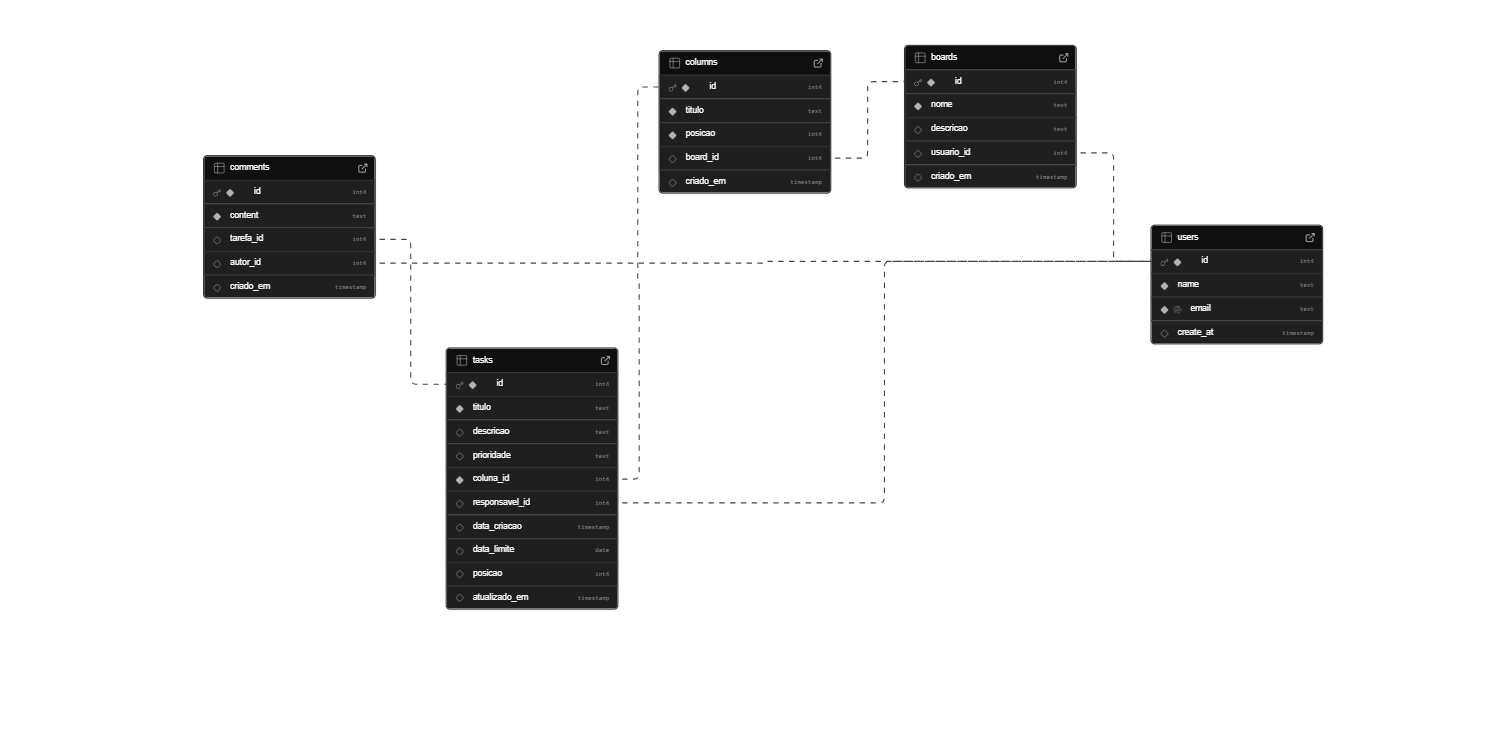 comments
id int4
content text
tarefa_id int4
autor_id int4
criado_em timestamp
tasks
id int4
titulo text
descricao text
prioridade text
coluna_id int4
responsavel_id int4
data_criacao timestamp
data_limite date
posicao int4
atualizado_em timestamp
columns
id int4
titulo text
posicao int4
board_id int4
criado_em timestamp
boards
id int4
nome text
descricao text
usuario_id int4
criado_em timestamp
users
id int4
name text
email text
create_at timestamp